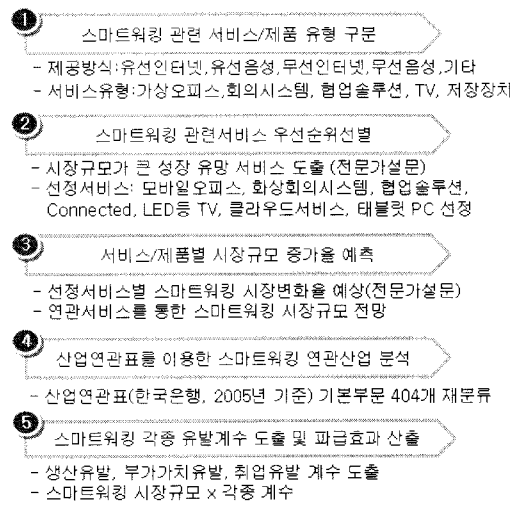 ❶ 스마트워킹 관련 서비스/제품 유형 구분
- 제공방식:유선인터넷,유선음성,무선인터넷,무선음성,기타
- 서비스유형:가상오피스,회의시스템, 협업솔루션, TV, 저장장치
❷ 스마트워킹 관련서비스 우선순위선별
- 시장규모가 큰 성장 유망 서비스 도출 (전문가설문)
- 선정서비스: 모바일오피스, 화상회의시스템, 협업솔루션,
Connected, LED등 TV, 클라우드서비스, 태블릿 PC 선정
❸ 서비스/제품별 시장규모 증가율 예측
- 선정서비스별 스마트워킹 시장변화율 예상(전문가설문)
- 연관서비스를 통한 스마트워킹 시장규모 전망
❹ 산업연관표를 이용한 스마트워킹 연관산업 분석
- 산업연관표(한국은행, 2005년 기준) 기본부문 404개 재분류
❺ 스마트워킹 각종 유발계수 도출 및 파급효과 산출
- 생산유발, 부가가치유발, 취업유발 계수 도출
- 스마트워킹 시장규모 x 각종 계수